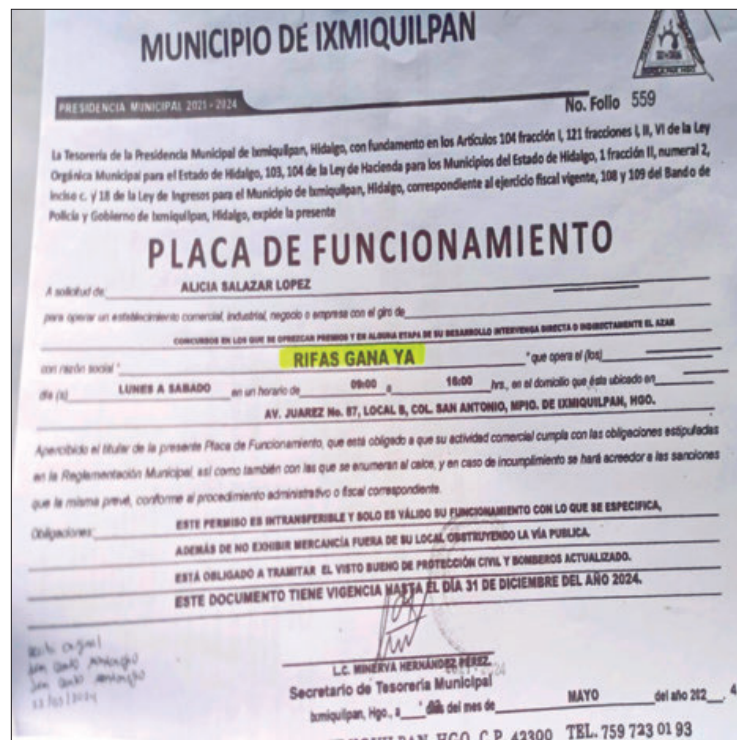 MUNICIPIO DE IXMIQUILPAN
PRESIDENCIA MUNICIPAL 2021 - 2024
No. Folio 559
La Tesorería de la Presidencia Municipal de Ixmiquilpan, Hidalgo, con fundamento en los Artículos 104 fracción I, 121 fracciones I, II, VI de la Ley
Orgánica Municipal para el Estado de Hidalgo, 103, 104 de la Ley de Hacienda para los Municipios del Estado de Hidalgo, 1 fracción II, numeral 2,
Inciso c. y 18 de la Ley de Ingresos para el Municipio de Ixmiquilpan, Hidalgo, correspondiente al ejercicio fiscal vigente, 108 y 109 del Bando de
Policía y Gobierno de Ixmiquilpan, Hidalgo, expide la presente
PLACA DE FUNCIONAMIENTO
A solicitud de ALICIA SALAZAR LOPEZ
para operar un establecimiento comercial, industrial, negocio o empresa con el giro de
CONCURSOS EN LOS QUE SE OFREZCAN PREMIOS Y EN ALGUNA ETAPA DE SU DESARROLLO INTERVENGA DIRECTA O INDIRECTAMENTE EL AZAR
con razón social " RIFAS GANA YA " que opera el (los)
día (s) LUNES A SABADO en un horario de 09:00 a 16:00 hrs., en el domicilio que ésta ubicado en
AV. JUAREZ No. 87, LOCAL B, COL. SAN ANTONIO, MPIO. DE IXMIQUILPAN, HGO.
Apercibido el titular de la presente Placa de Funcionamiento, que está obligado a que su actividad comercial cumpla con las obligaciones estipuladas
en la Reglamentación Municipal, así como también con las que se enumeran al calce, y en caso de incumplimiento se hará acreedor a las sanciones
que la misma prevé, conforme al procedimiento administrativo o fiscal correspondiente.
Obligaciones: ESTE PERMISO ES INTRANSFERIBLE Y SOLO ES VÁLIDO SU FUNCIONAMIENTO CON LO QUE SE ESPECIFICA,
ADEMÁS DE NO EXHIBIR MERCANCÍA FUERA DE SU LOCAL OBSTRUYENDO LA VÍA PUBLICA.
ESTÁ OBLIGADO A TRAMITAR EL VISTO BUENO DE PROTECCIÓN CIVIL Y BOMBEROS ACTUALIZADO.
ESTE DOCUMENTO TIENE VIGENCIA HASTA EL DÍA 31 DE DICIEMBRE DEL AÑO 2024.
L.C. MINERVA HERNÁNDEZ PÉREZ.
Secretario de Tesorería Municipal
Ixmiquilpan, Hgo., a día del mes de MAYO del año 202 4
HGO. C.P. 42300 TEL. 759 723 01 93